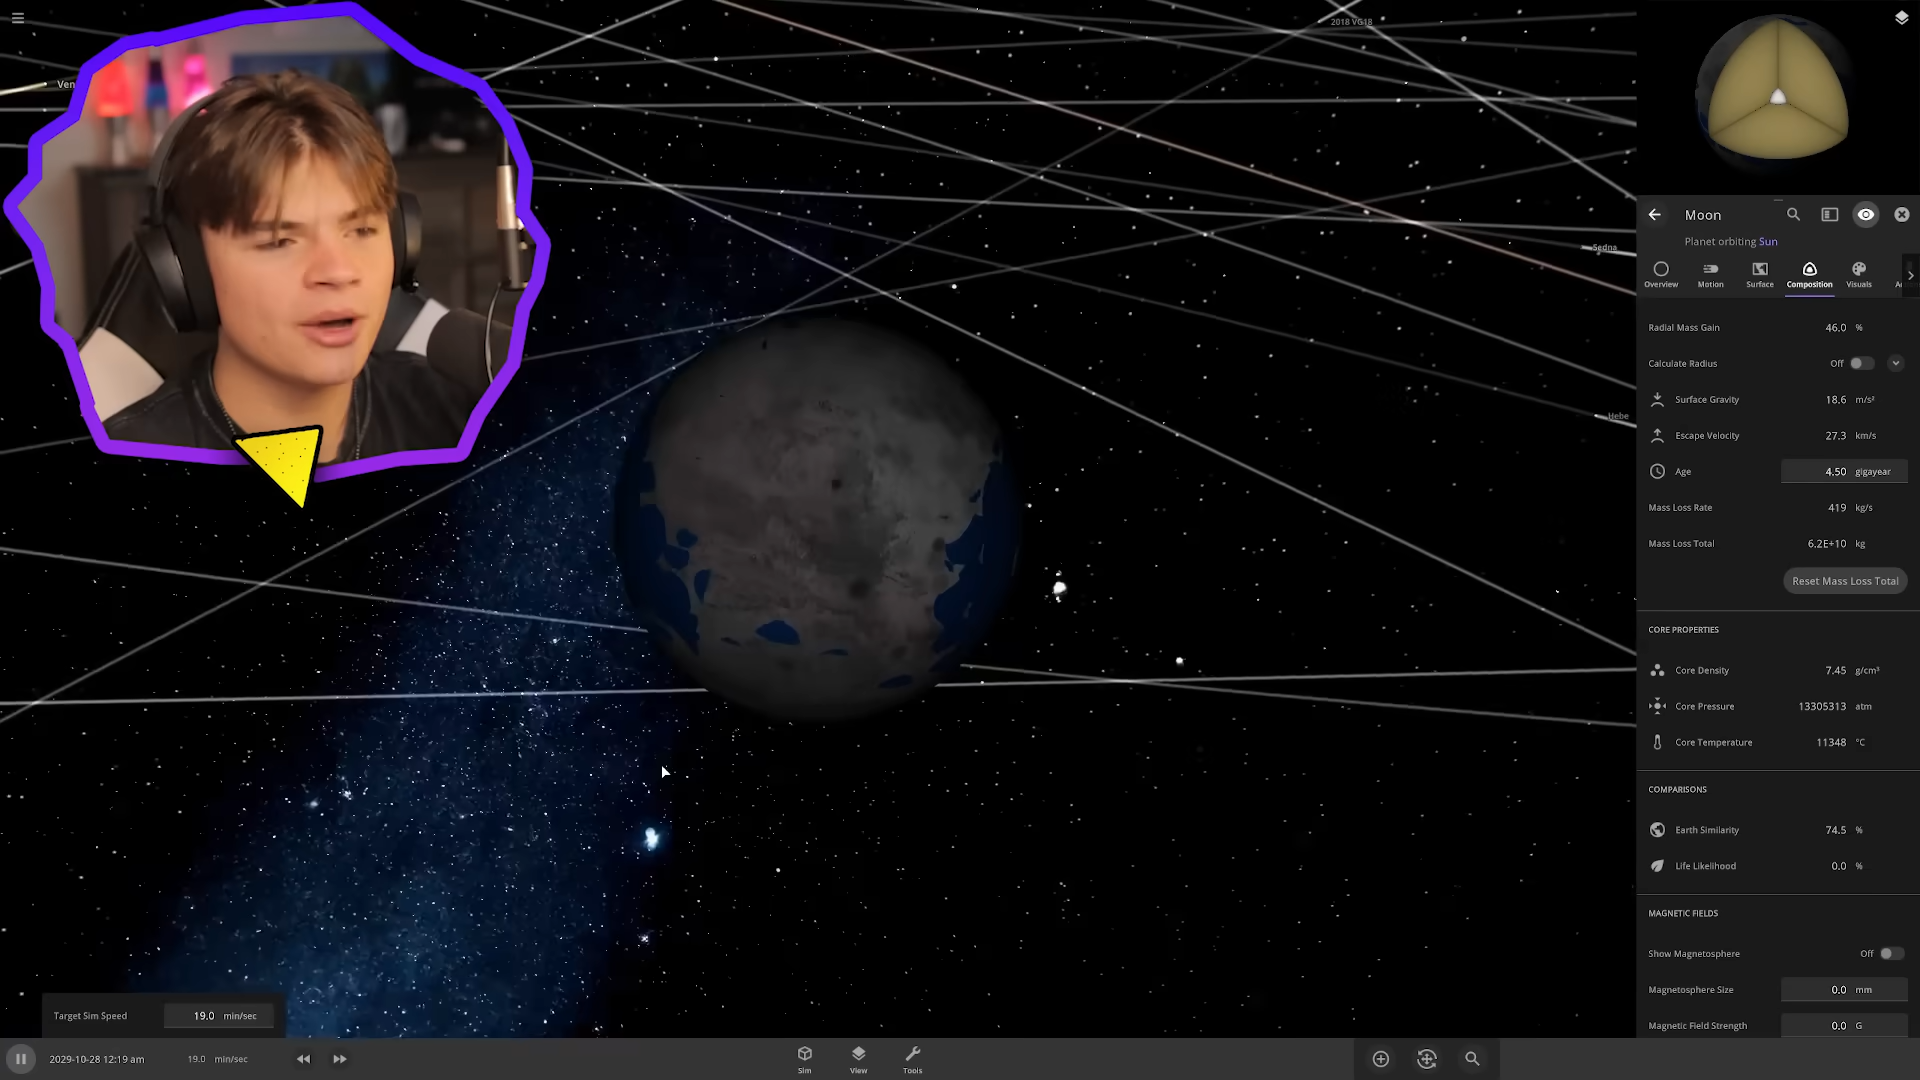 2018 VG18
Ven
Sedna
Hebe
Moon
Planet orbiting Sun
Overview
Motion
Surface
Composition
Visuals
A
Radial Mass Gain 46.0 %
Calculate Radius Off
Surface Gravity 18.6 m/s²
Escape Velocity 27.3 km/s
Age 4.50 gigayear
Mass Loss Rate 419 kg/s
Mass Loss Total 6.2E+10 kg
Reset Mass Loss Total
CORE PROPERTIES
Core Density 7.45 g/cm³
Core Pressure 13305313 atm
Core Temperature 11348 °C
COMPARISONS
Earth Similarity 74.5 %
Life Likelihood 0.0 %
MAGNETIC FIELDS
Show Magnetosphere Off
Magnetosphere Size 0.0 mm
Magnetic Field Strength 0.0 G
Target Sim Speed 19.0 min/sec
2029-10-28 12:19 am 19.0 min/sec
Sim
View
Tools